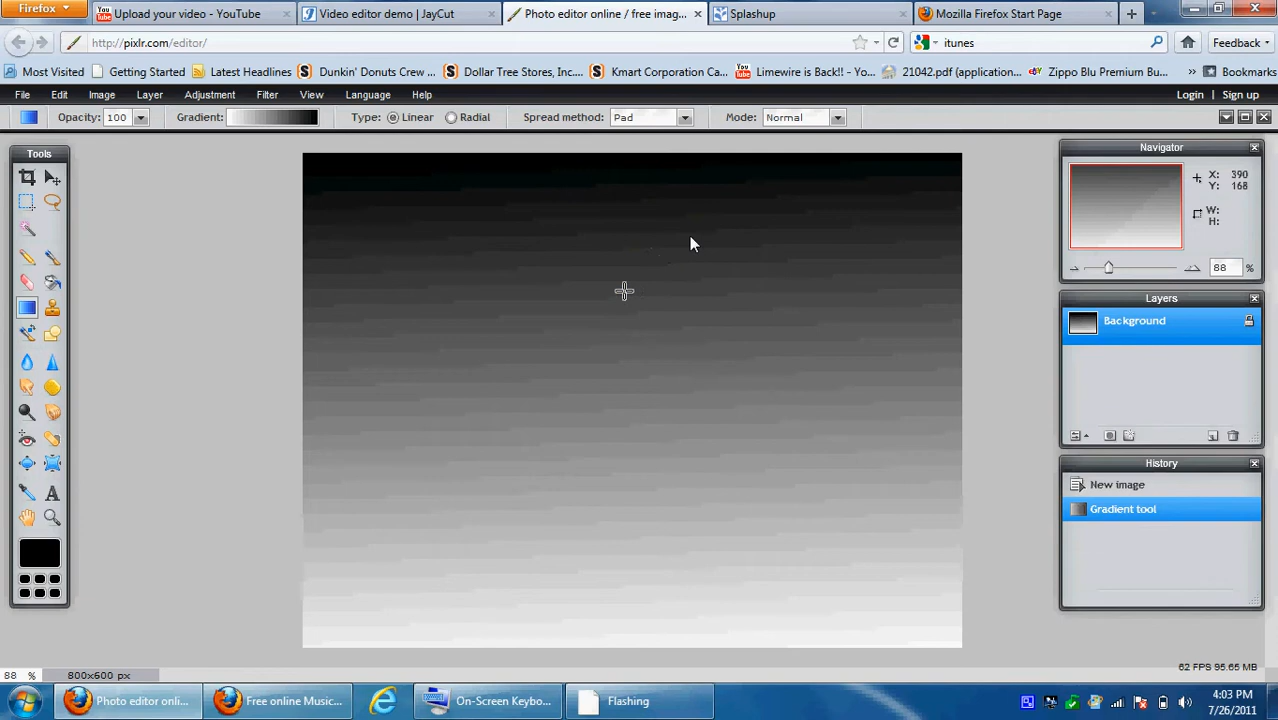 Firefox
Upload your video - YouTube
Video editor demo | JayCut
Photo editor online / free imag...
Splashup
Mozilla Firefox Start Page
http://pixlr.com/editor/
itunes
Feedback
Most Visited
Getting Started
Latest Headlines
Dunkin' Donuts Crew ...
Dollar Tree Stores, Inc....
Kmart Corporation Ca...
Limewire is Back!! - Yo...
21042.pdf (application...
Zippo Blu Premium Bu...
Bookmarks
File Edit Image Layer Adjustment Filter View Language Help
Login | Sign up
Opacity: 100
Gradient:
Type: Linear Radial
Spread method: Pad
Mode: Normal
Tools
Navigator
X: 390
Y: 168
W:
H:
88 %
Layers
Background
History
New image
Gradient tool
88 %
800x600 px
62 FPS 95.65 MB
Photo editor onli...
Free online Music...
On-Screen Keybo...
Flashing
4:03 PM
7/26/2011